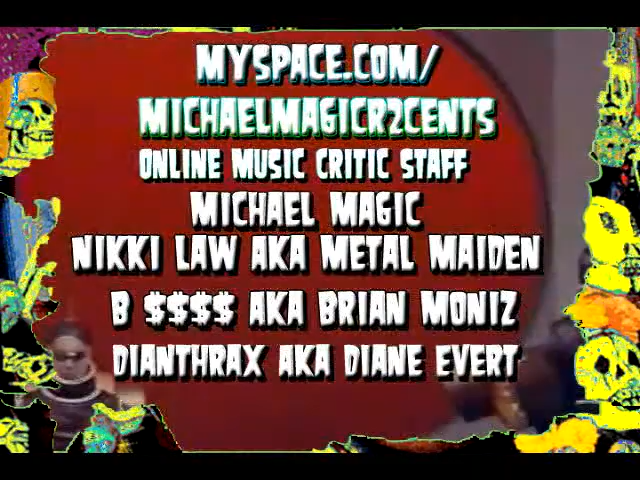 MYSPACE.COM/
MICHAELMAGICR2CENTS
ONLINE MUSIC CRITIC STAFF
MICHAEL MAGIC
NIKKI LAW AKA METAL MAIDEN
B $$$$ AKA BRIAN MONIZ
DIANTHRAX AKA DIANE EVERT